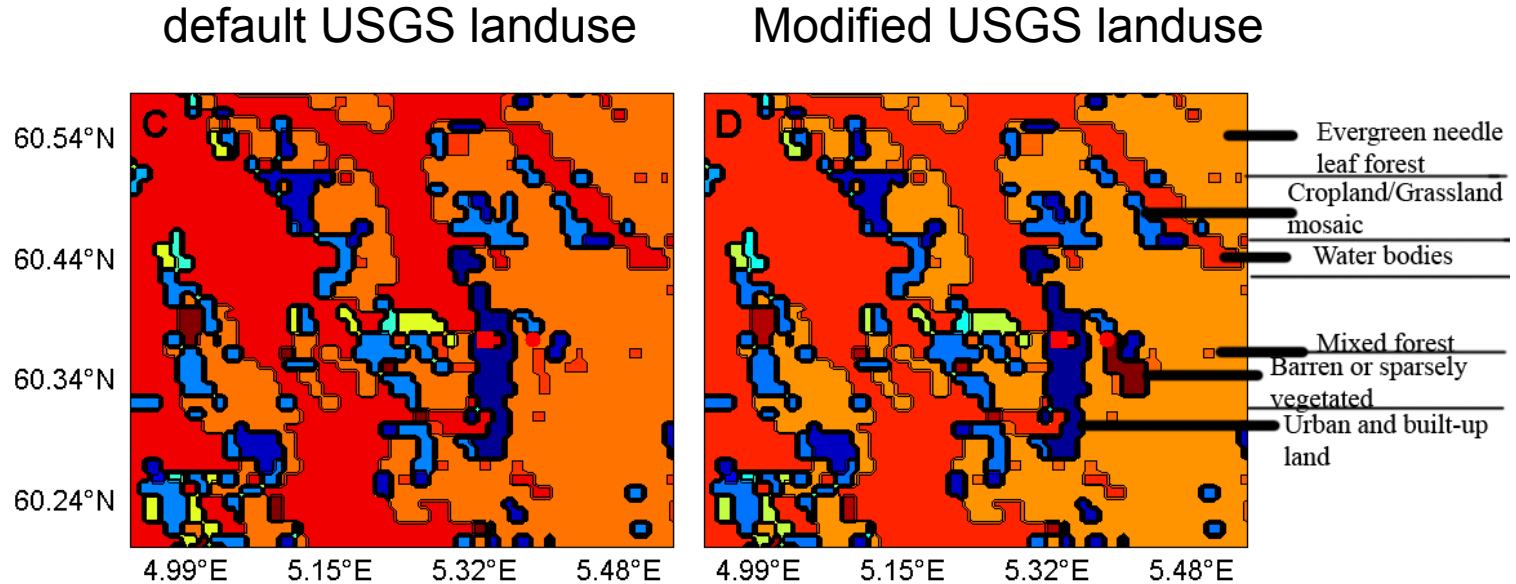 default USGS landuse
Modified USGS landuse
C
D
60.54°N
60.44°N
60.34°N
60.24°N
4.99°E
5.15°E
5.32°E
5.48°E
4.99°E
5.15°E
5.32°E
5.48°E
Evergreen needle
leaf forest
Cropland/Grassland
mosaic
Water bodies
Mixed forest
Barren or sparsely
vegetated
Urban and built-up
land